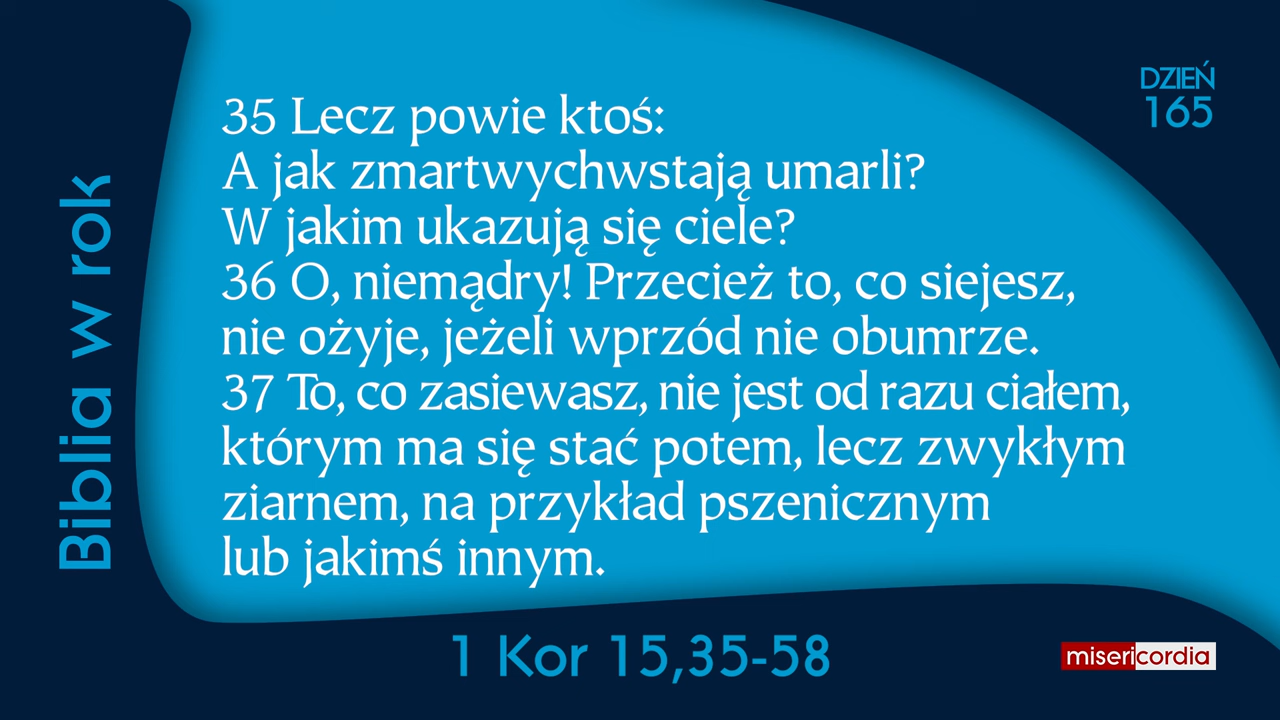 Biblia w rok
DZIEŃ
165
35 Lecz powie ktoś:
A jak zmartwychwstają umarli?
W jakim ukazują się ciele?
36 O, niemądry! Przecież to, co siejesz,
nie ożyje, jeżeli wprzód nie obumrze.
37 To, co zasiewasz, nie jest od razu ciałem,
którym ma się stać potem, lecz zwykłym
ziarnem, na przykład pszenicznym
lub jakimś innym.
1 Kor 15,35-58
misericordia